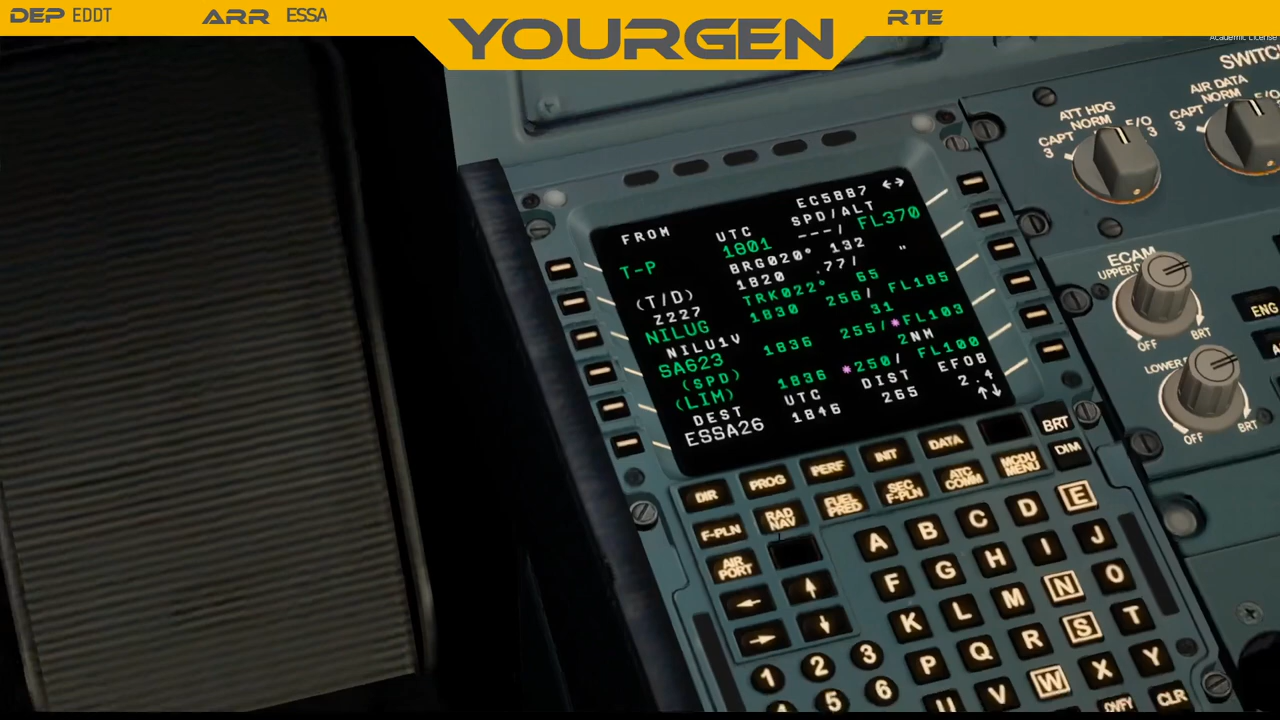 DEP EDDT ARR ESSA YOURGEN RTE
Academic License
SWITCH
AIR DATA
NORM
CAPT 3
F/O
ATT HDG
NORM
CAPT 3
F/O 3
EC5BB7 ←→
FROM UTC SPD/ALT
T-P 1801 ---/ FL370
BRG020° 132
(T/D) 1820 .77/ "
Z227 TRK022° 65
NILUG 1830 256/ FL185
NILU1V 31
SA623 1836 255/*FL103
(SPD) 2NM
(LIM) 1836 *250/ FL100
DEST UTC DIST EFOB
ESSA26 1846 265 2.4
↑↓
ECAM
UPPER D
OFF BRT
LOWER
OFF BRT
ENG
BRT
DIM
DIR PROG PERF INIT DATA
F-PLN RAD NAV FUEL PRED SEC F-PLN ATC COMM MCDU MENU
AIR PORT
← ↑
→ ↓
A B C D E
F G H I J
K L M N O
P Q R S T
U V W X Y
1 2 3
4 5 6
OVFY CLR